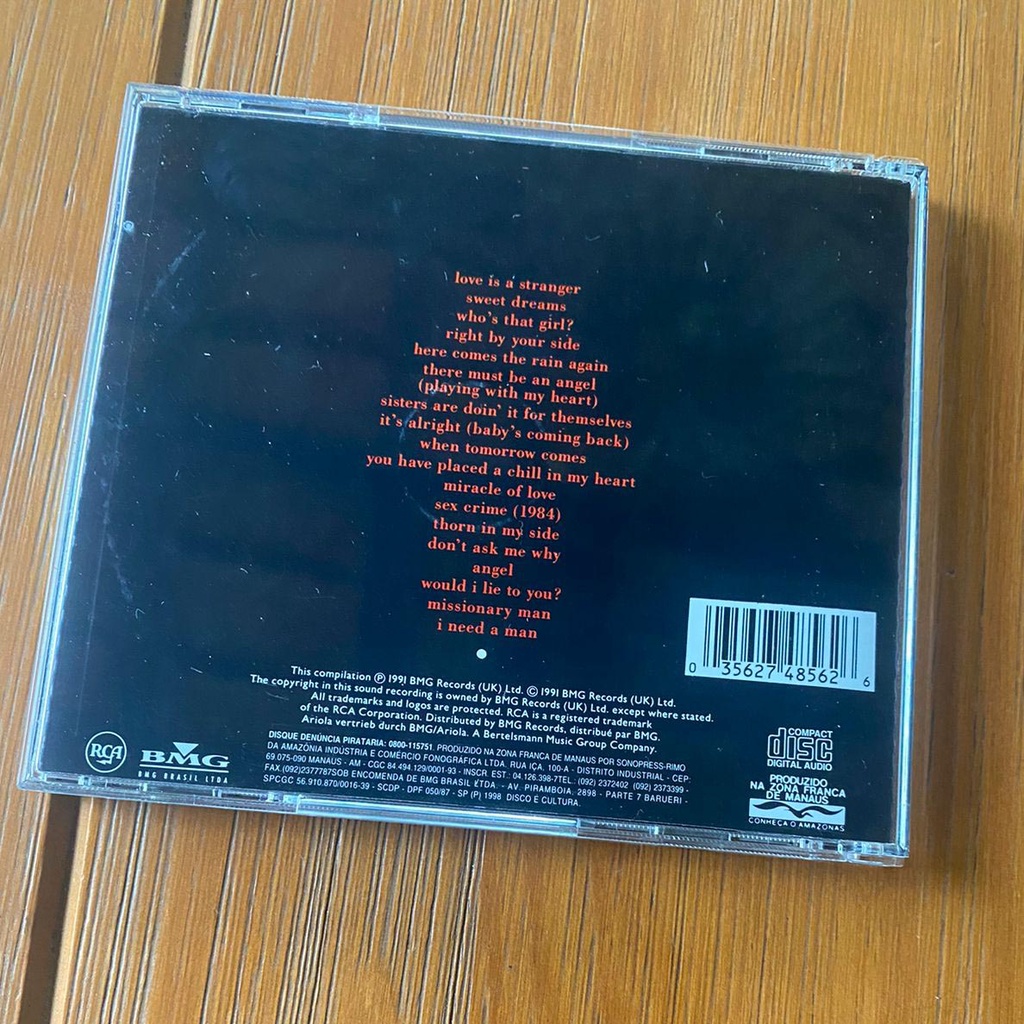 love is a stranger
sweet dreams
who's that girl?
right by your side
here comes the rain again
there must be an angel
(playing with my heart)
sisters are doin' it for themselves
it's alright (baby's coming back)
when tomorrow comes
you have placed a chill in my heart
miracle of love
sex crime (1984)
thorn in my side
don't ask me why
angel
would i lie to you?
missionary man
i need a man
0 35627 48562 6
This compilation ℗ 1991 BMG Records (UK) Ltd. © 1991 BMG Records (UK) Ltd.
The copyright in this sound recording is owned by BMG Records (UK) Ltd. except where stated.
All trademarks and logos are protected. RCA is a registered trademark
of the RCA Corporation. Distributed by BMG Records, distribué par BMG.
Ariola vertrieb durch BMG/Ariola. A Bertelsmann Music Group Company.
RCA
BMG
BMG BRASIL LTDA
DISQUE DENÚNCIA PIRATARIA: 0800-115751. PRODUZIDO NA ZONA FRANCA DE MANAUS POR SONOPRESS-RIMO
DA AMAZÔNIA INDÚSTRIA E COMÉRCIO FONOGRÁFICA LTDA. RUA IÇA, 100-A - DISTRITO INDUSTRIAL - CEP:
69.075-090 MANAUS - AM - CGC 84 494 129/0001-93 - INSCR EST: 04.126.398-7TEL.: (092) 2372402 (092) 2373399 -
FAX (092)2377787SOB ENCOMENDA DE BMG BRASIL LTDA. - AV. PIRAMBOIA: 2898 - PARTE 7 BARUERI -
SPCGC 56.910.870/0016-39 - SCDP - DPF 050/87 - SP (P) 1998 DISCO E CULTURA.
COMPACT
disc
DIGITAL AUDIO
PRODUZIDO
NA ZONA FRANCA
DE MANAUS
CONHEÇA O AMAZONAS